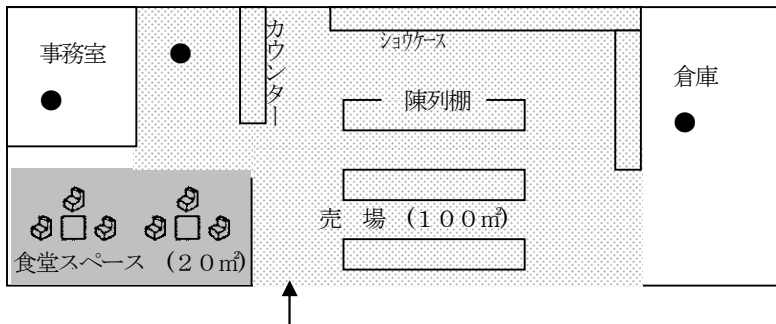 事務室
カウンター
ショウケース
陳列棚
倉庫
売 場 (100㎡)
食堂スペース (20㎡)